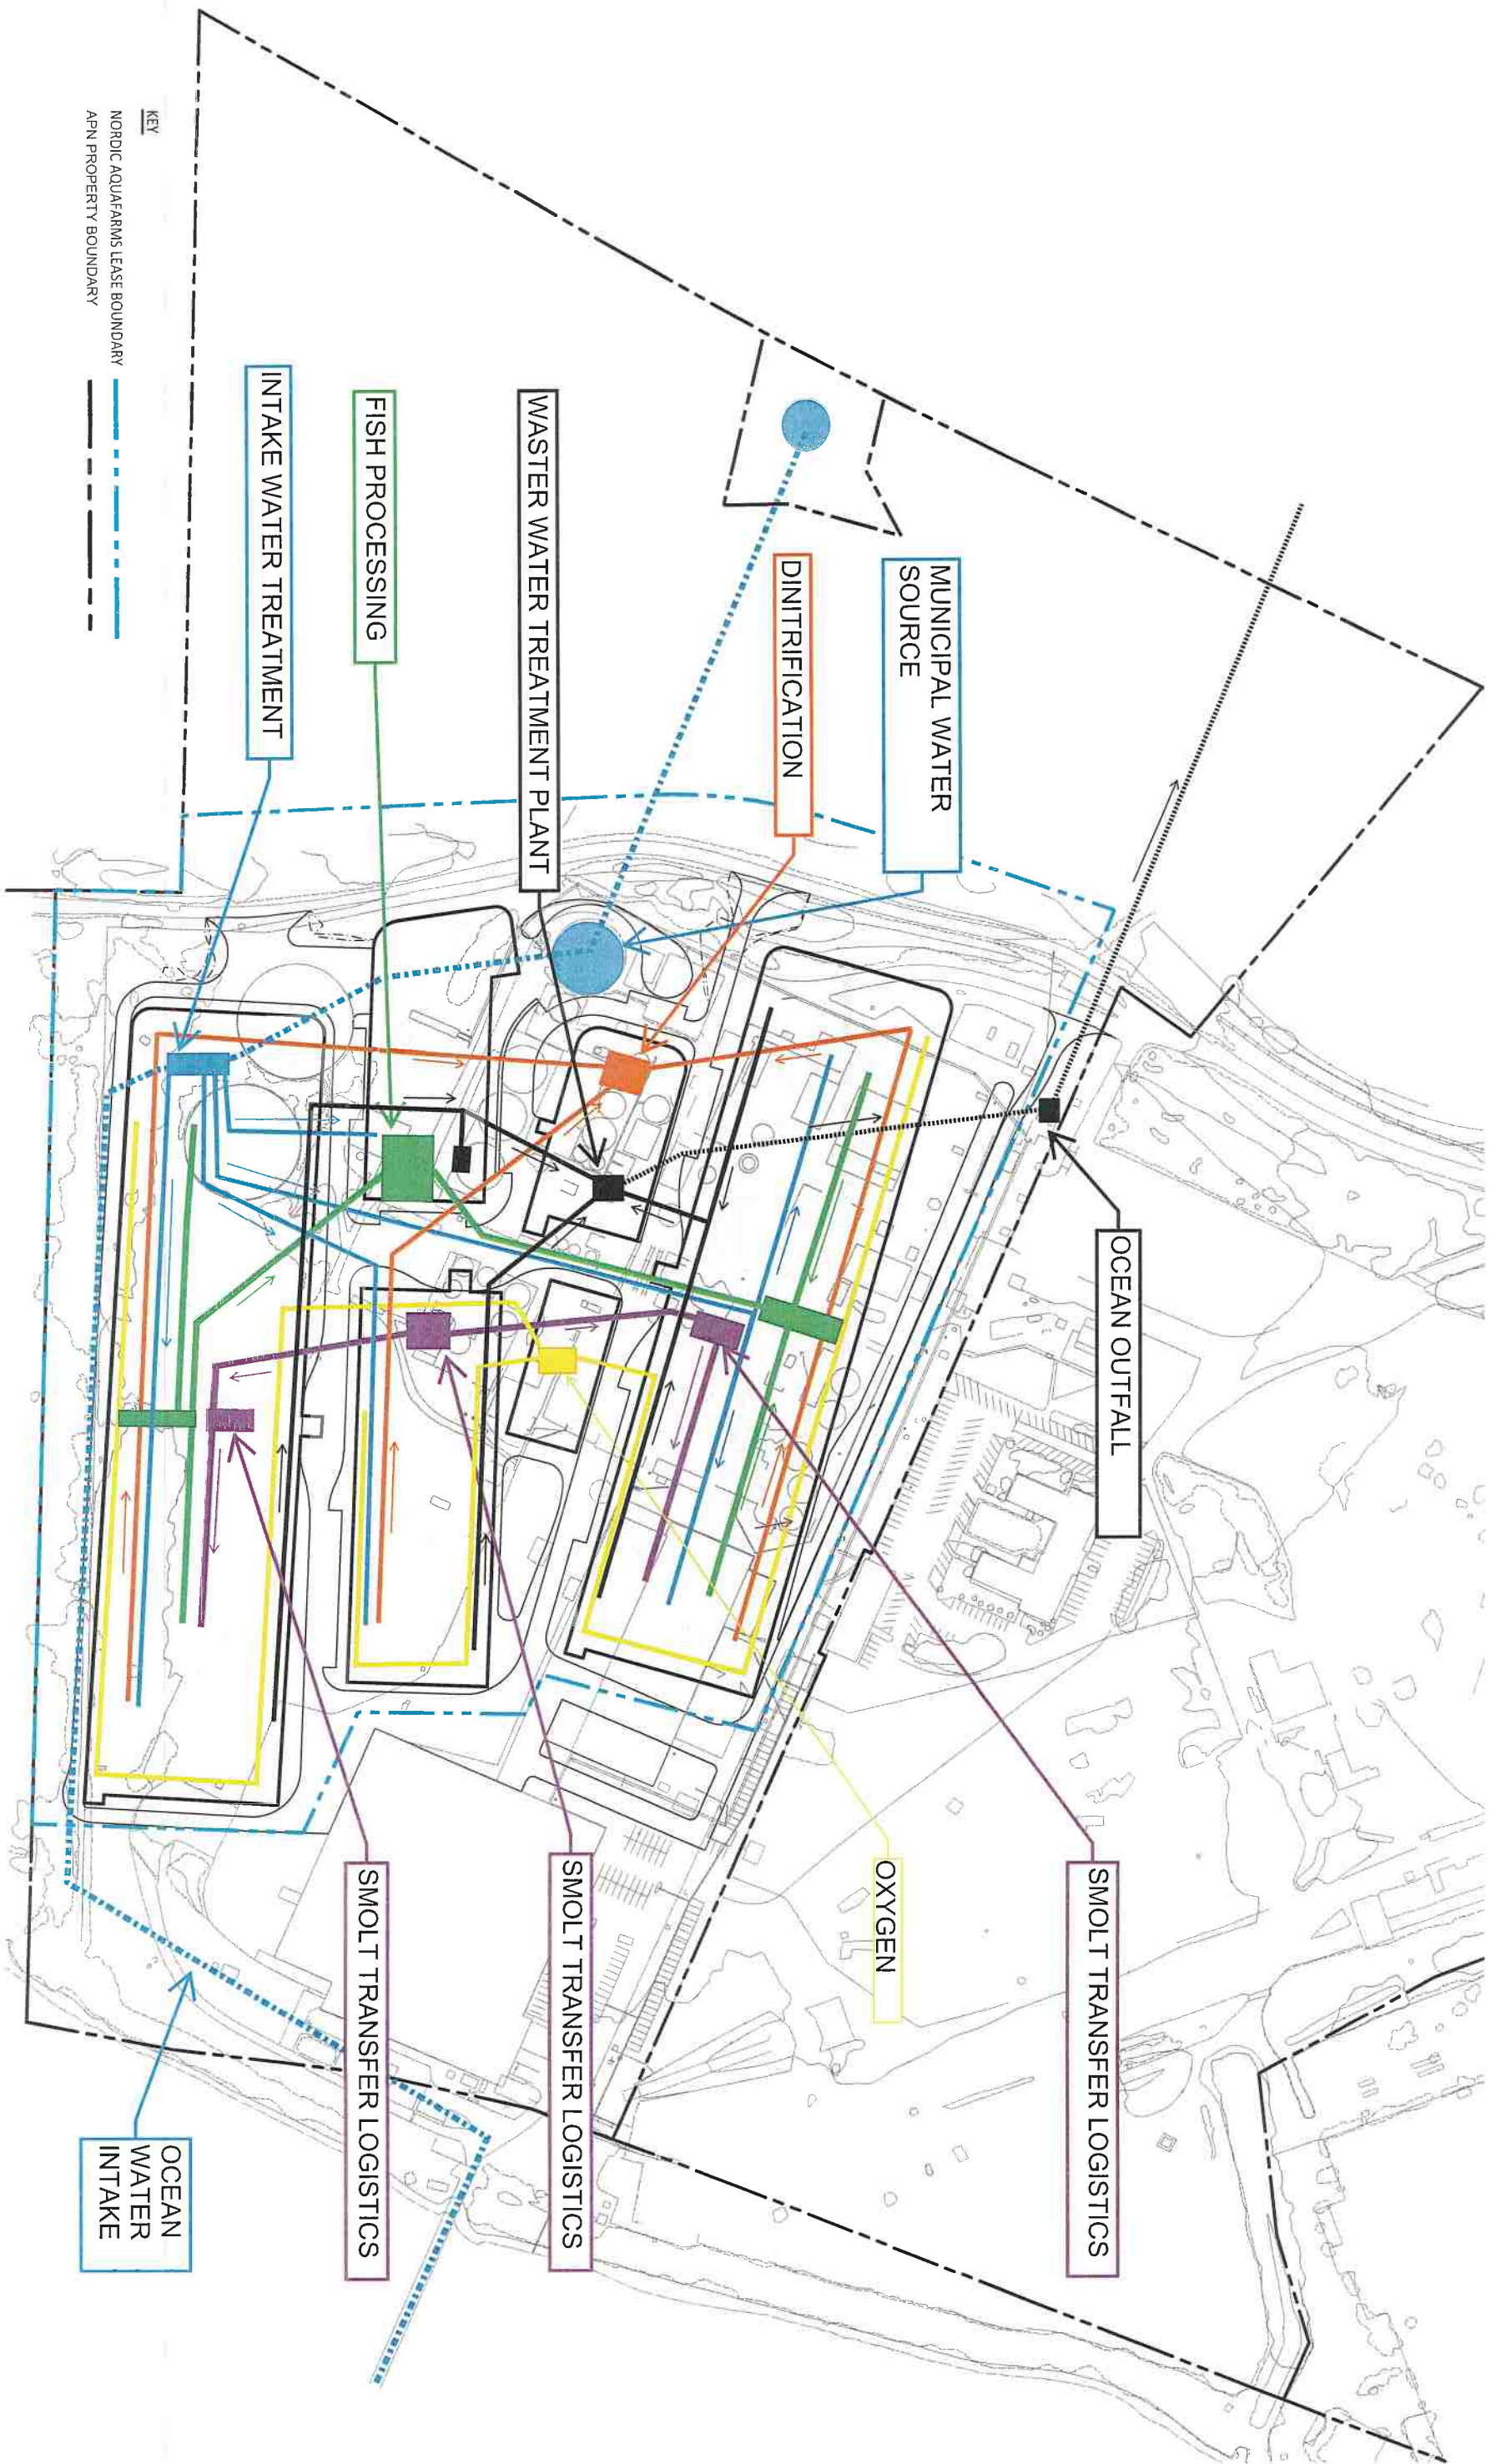 OCEAN OUTFALL
SMOLT TRANSFER LOGISTICS
MUNICIPAL WATER
SOURCE
OXYGEN
DINITRIFICATION
WASTER WATER TREATMENT PLANT
SMOLT TRANSFER LOGISTICS
FISH PROCESSING
SMOLT TRANSFER LOGISTICS
INTAKE WATER TREATMENT
OCEAN
WATER
INTAKE
KEY
NORDIC AQUAFARMS LEASE BOUNDARY
APN PROPERTY BOUNDARY